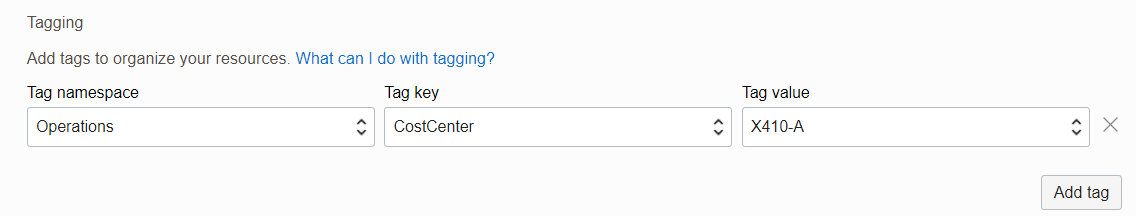 Tagging
Add tags to organize your resources. What can I do with tagging?
Tag namespace Tag key Tag value
Operations CostCenter X410-A
Add tag